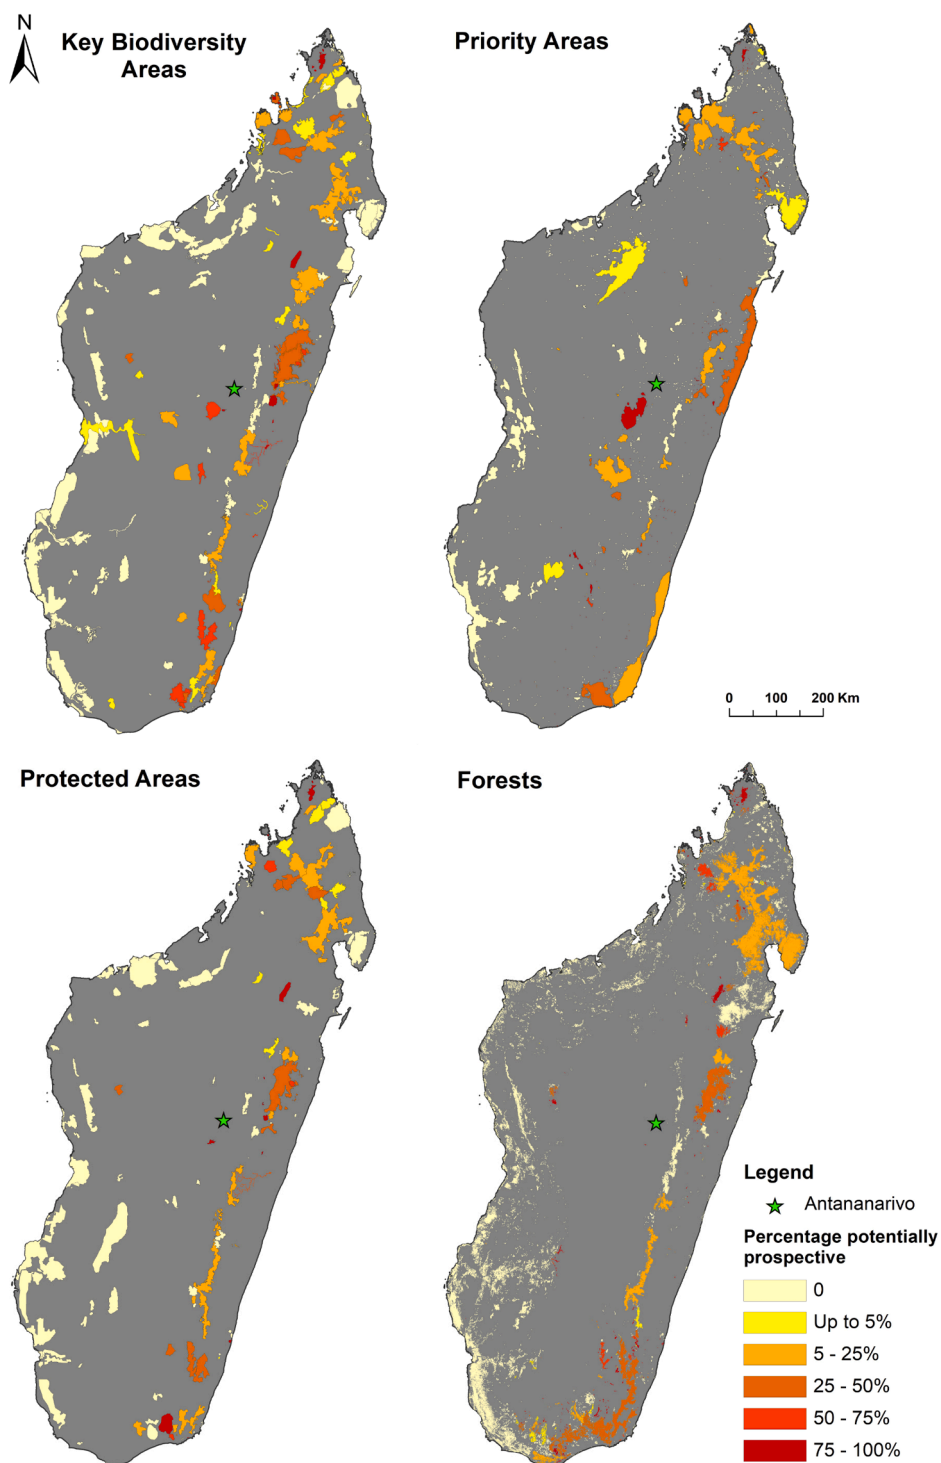 N
Key Biodiversity
Areas
Priority Areas
0 100 200 Km
Protected Areas
Forests
Legend
Antananarivo
Percentage potentially
prospective
0
Up to 5%
5 - 25%
25 - 50%
50 - 75%
75 - 100%